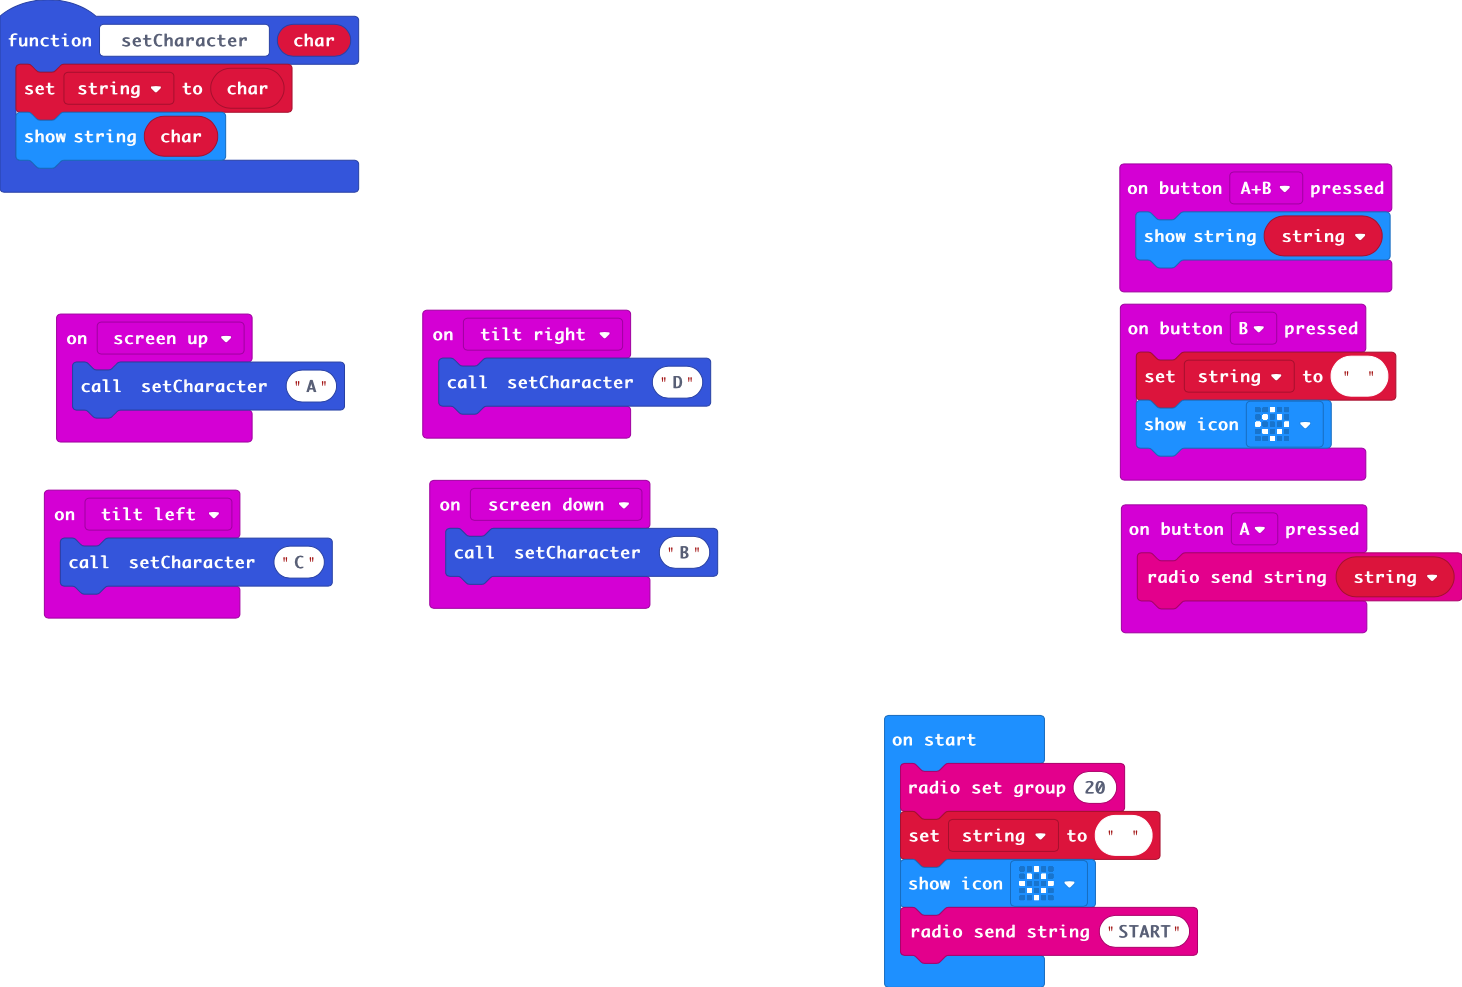 function setCharacter char
set string to char
show string char
on button A+B pressed
show string string
on screen up
call setCharacter "A"
on tilt right
call setCharacter "D"
on button B pressed
set string to " "
show icon
on tilt left
call setCharacter "C"
on screen down
call setCharacter "B"
on button A pressed
radio send string string
on start
radio set group 20
set string to " "
show icon
radio send string "START"